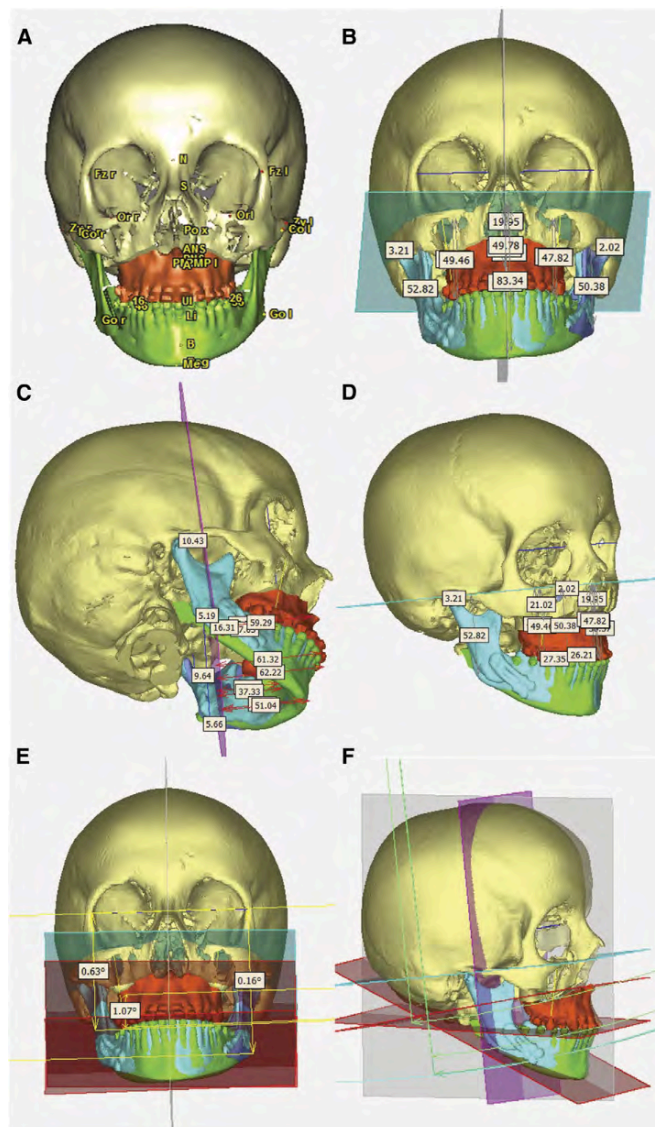 A
N
Fz r
Fz l
S
Or r
Or l
Po x
Co l
ANS
16
UI
26
Go r
Li
Go l
B
Me
B
19.95
3.21
49.78
2.02
49.46
47.82
52.82
83.34
50.38
C
10.43
5.19
16.31
59.29
61.32
9.64
62.22
37.33
51.04
5.66
D
2.02
3.21
19.95
21.02
49.46
50.38
47.82
52.82
27.35
26.21
E
0.63°
0.16°
1.07°
F